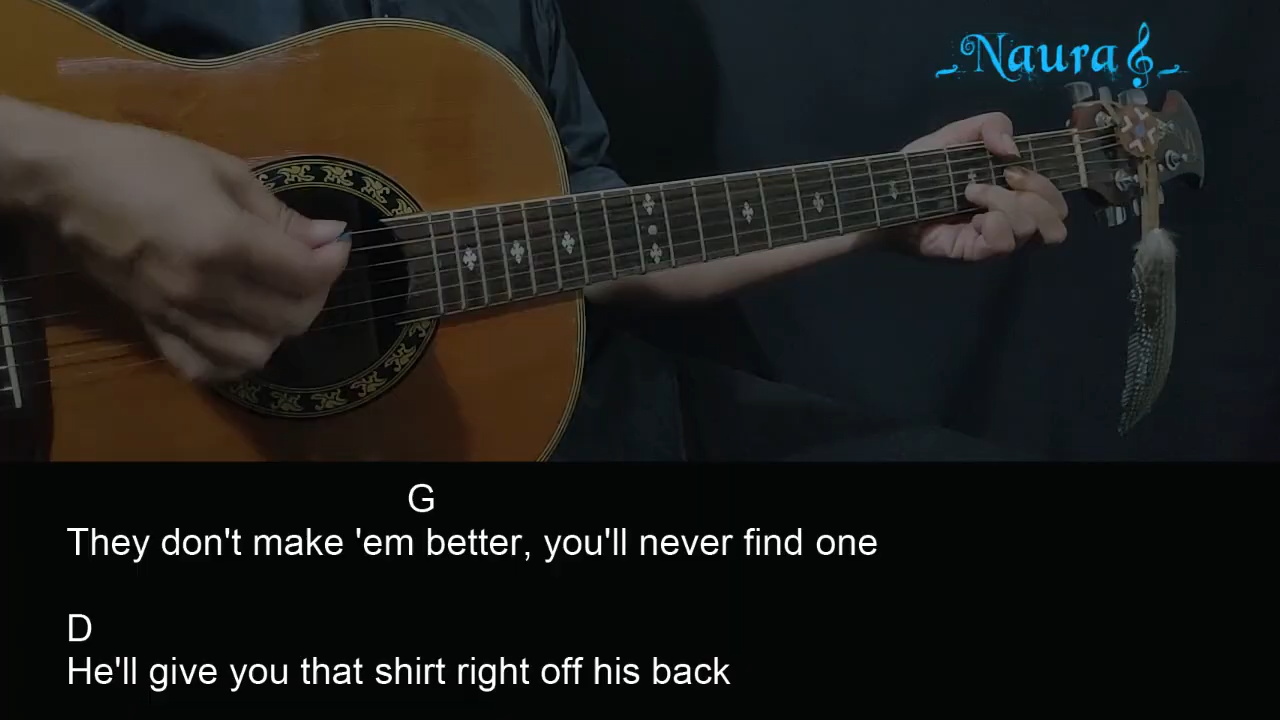 Naura
G
They don't make 'em better, you'll never find one
D
He'll give you that shirt right off his back